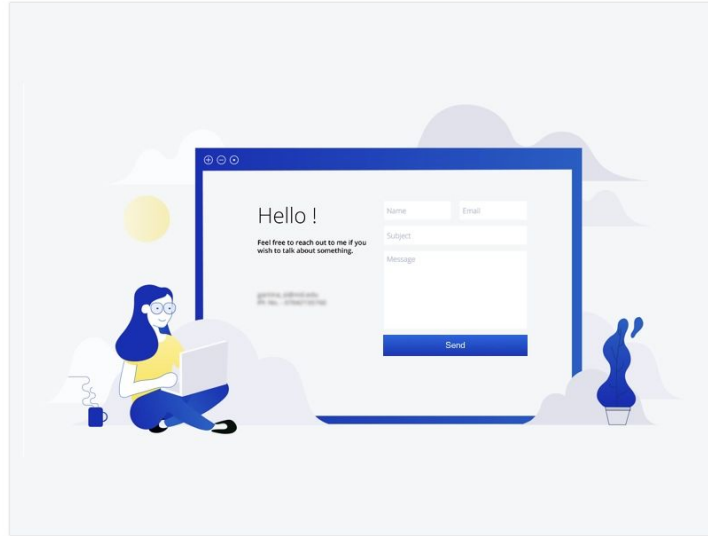 Hello !
Feel free to reach out to me if you
wish to talk about something.
Name
Email
Subject
Message
Send